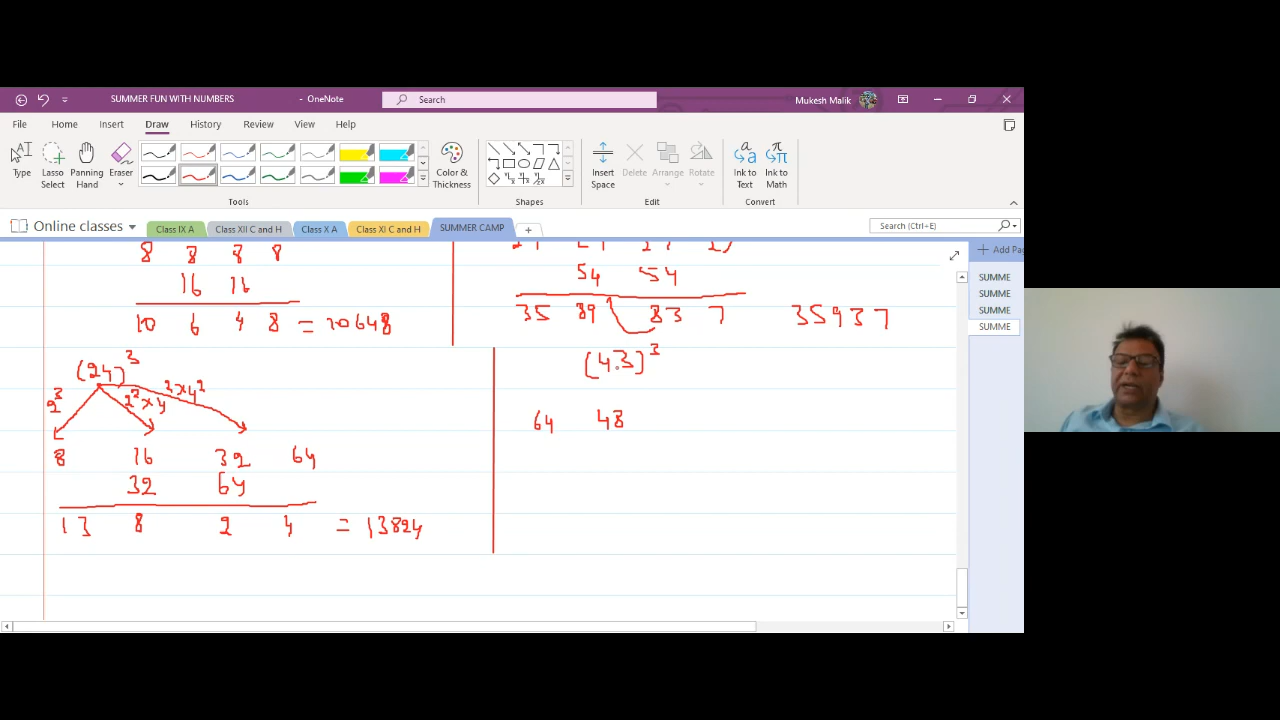 SUMMER FUN WITH NUMBERS - OneNote
Search
Mukesh Malik
File Home Insert Draw History Review View Help
Type
Lasso Select
Panning Hand
Eraser
Color & Thickness
Insert Space
Delete
Arrange
Rotate
Ink to Text
Ink to Math
Tools
Shapes
Edit
Convert
Online classes
Class IX A
Class XII C and H
Class X A
Class XI C and H
SUMMER CAMP
Search (Ctrl+E)
Add Pa
SUMME
SUMME
SUMME
SUMME
8 8 8 8
16 16
10 6 4 8 = 10648
54 54
35 89 83 7 35937
(24)³
2³ 2²×4 2×4²
8 16 32 64
32 64
13 8 2 4 = 13824
(43)³
64 48